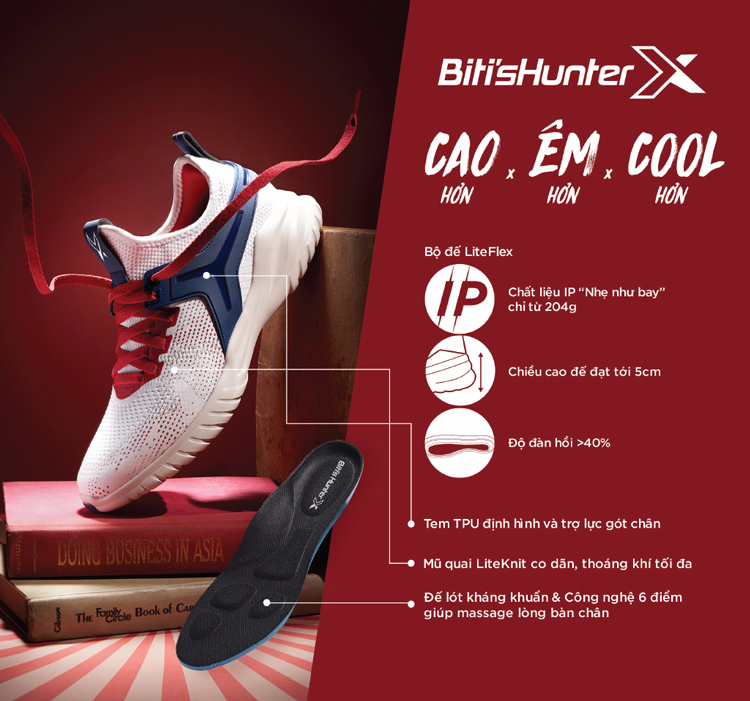 Biti'sHunter X
CAO x ÊM x COOL
HƠN HƠN HƠN
Bộ đế LiteFlex
IP
Chất liệu IP “Nhẹ như bay”
chỉ từ 204g
Chiều cao đế đạt tới 5cm
Độ đàn hồi >40%
Tem TPU định hình và trợ lực gót chân
Mũ quai LiteKnit co dãn, thoáng khí tối đa
Đế lót kháng khuẩn & Công nghệ 6 điểm
giúp massage lòng bàn chân
Biti'sHunter X
DOING BUSINESS IN ASIA
Gibson
The Family Circle Book of